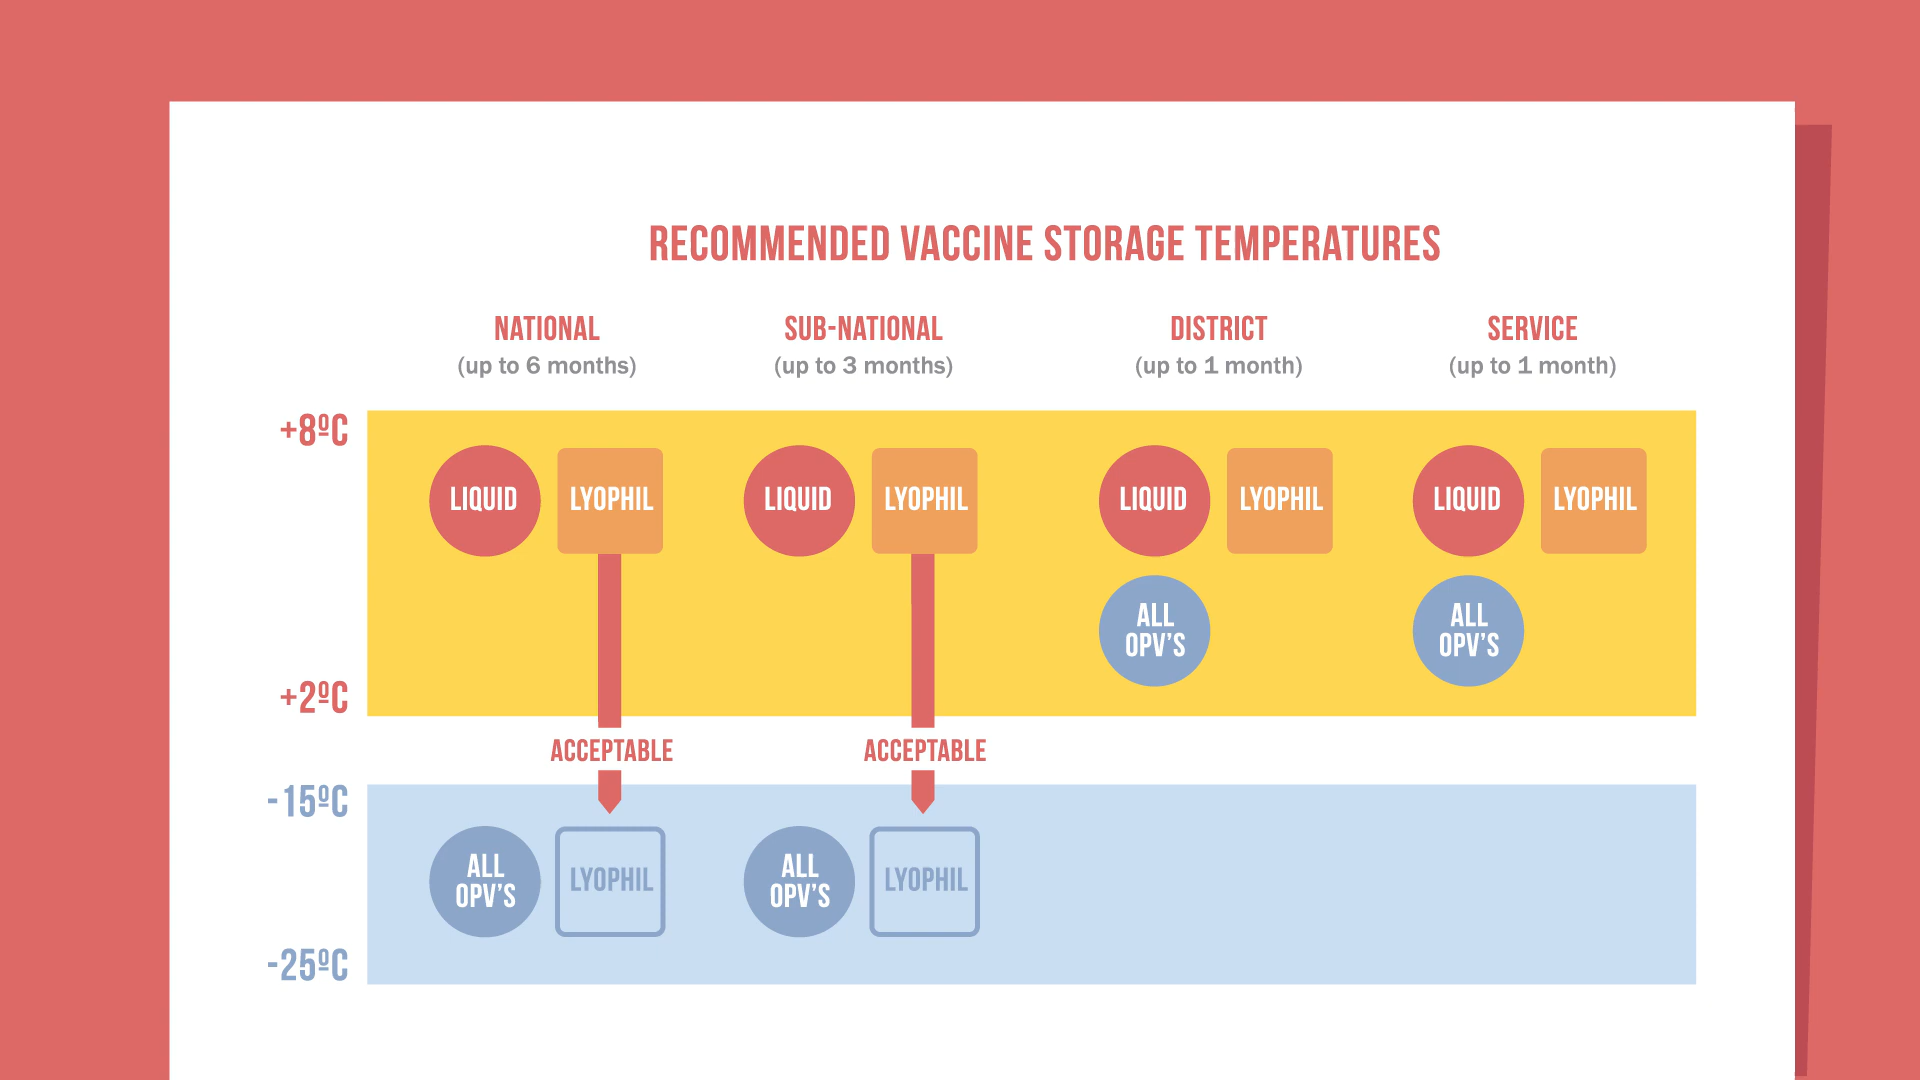 RECOMMENDED VACCINE STORAGE TEMPERATURES
NATIONAL
(up to 6 months)
SUB-NATIONAL
(up to 3 months)
DISTRICT
(up to 1 month)
SERVICE
(up to 1 month)
+8ºC
LIQUID
LYOPHIL
LIQUID
LYOPHIL
LIQUID
LYOPHIL
LIQUID
LYOPHIL
ALL
OPV'S
ALL
OPV'S
+2ºC
ACCEPTABLE
ACCEPTABLE
-15ºC
ALL
OPV'S
LYOPHIL
ALL
OPV'S
LYOPHIL
-25ºC